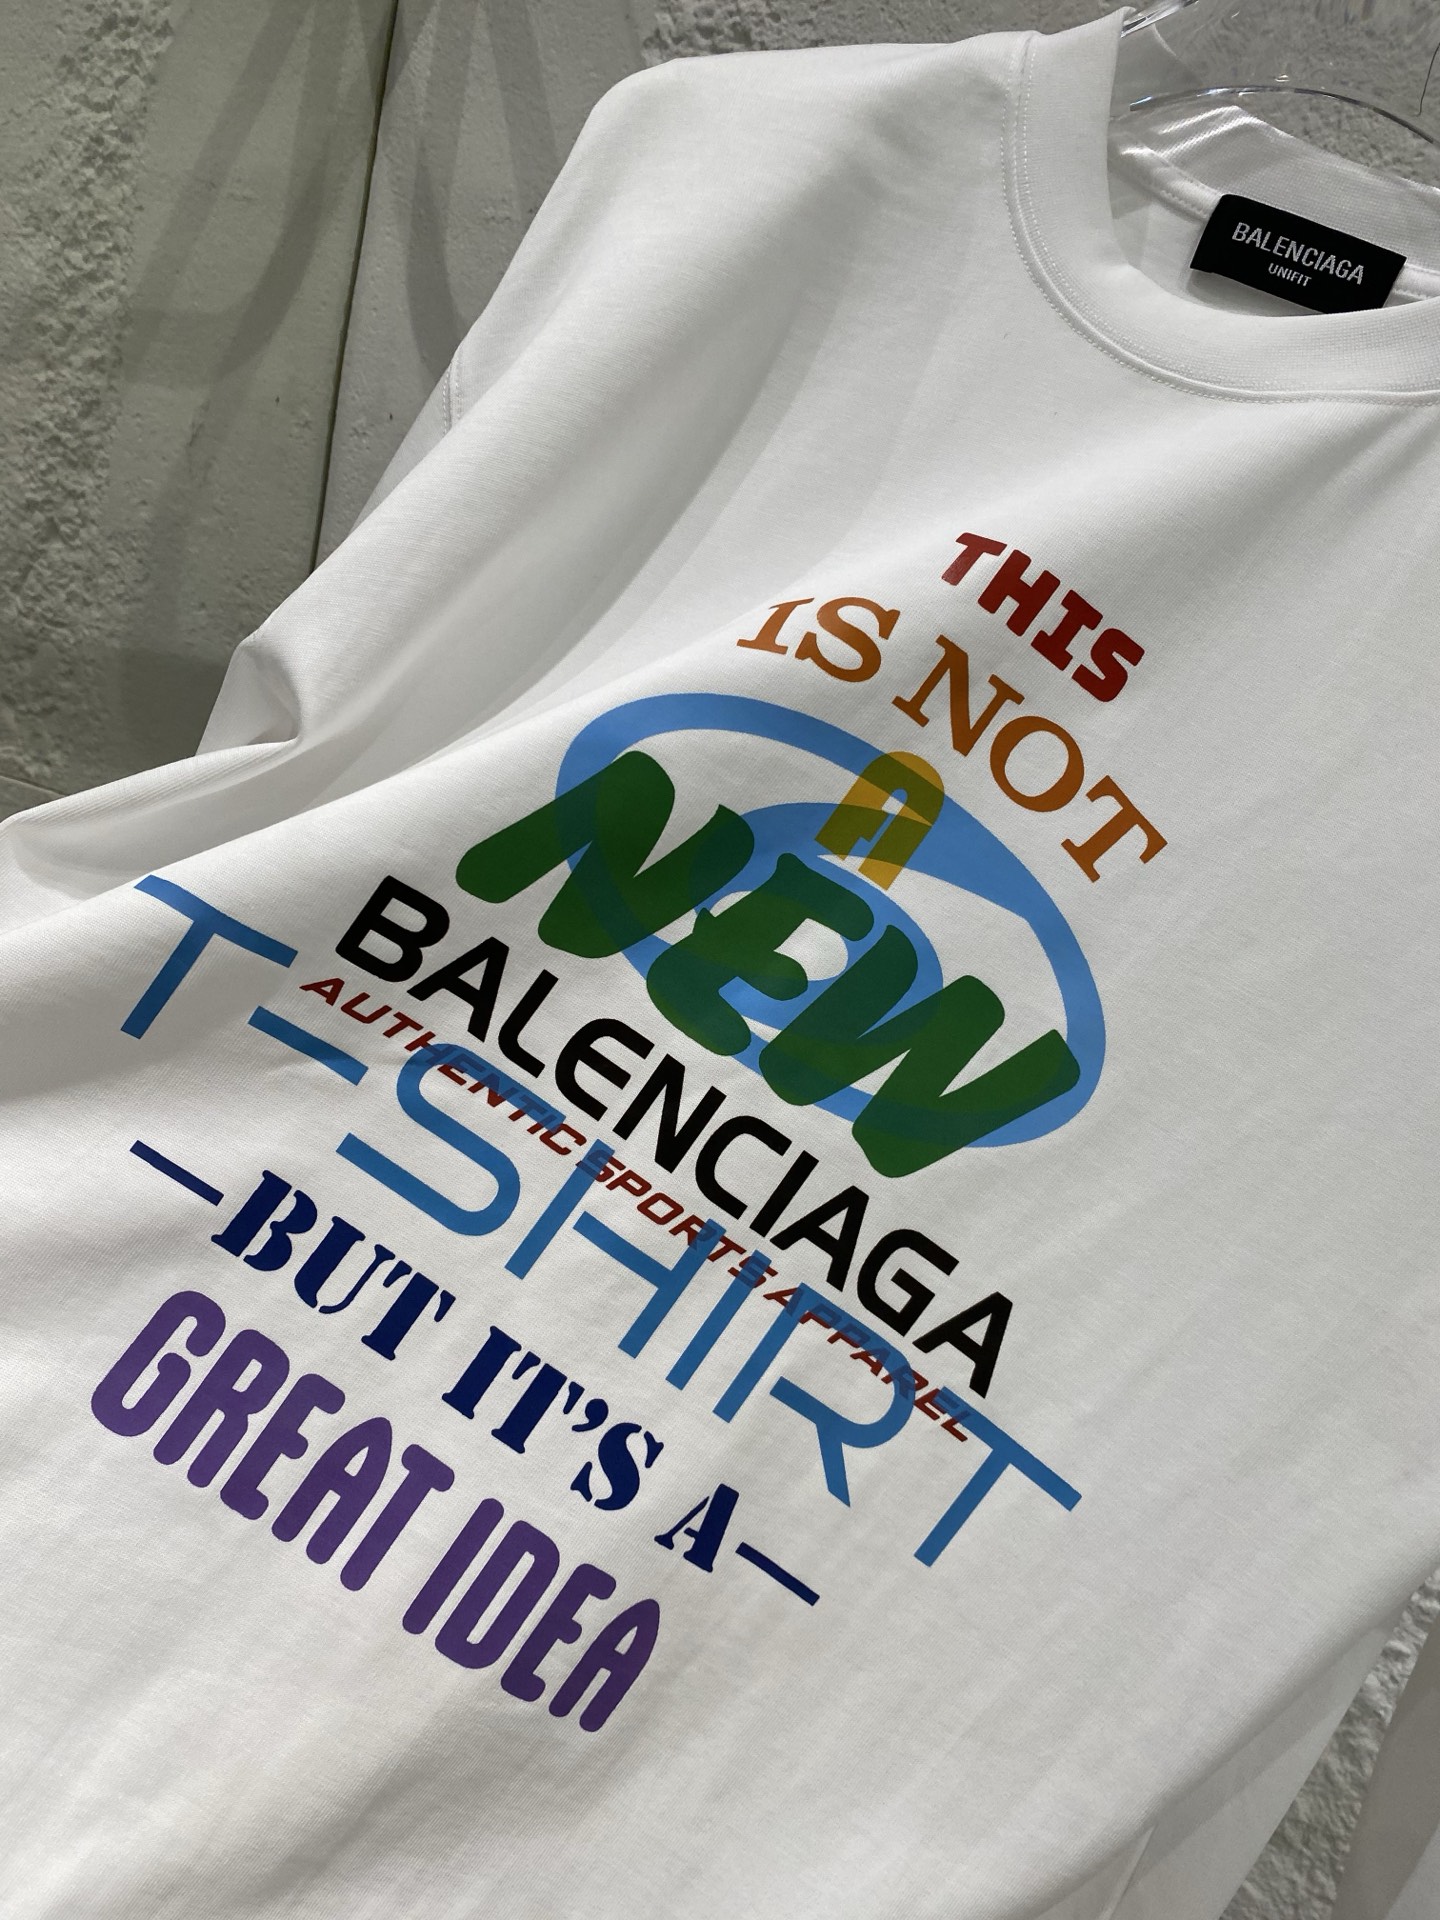 BALENCIAGA
UNIFIT
THIS
IS NOT
A
NEW
BALENCIAGA
AUTHENTIC SPORTS APPAREL
T-SHIRT
—BUT IT'S A—
GREAT IDEA